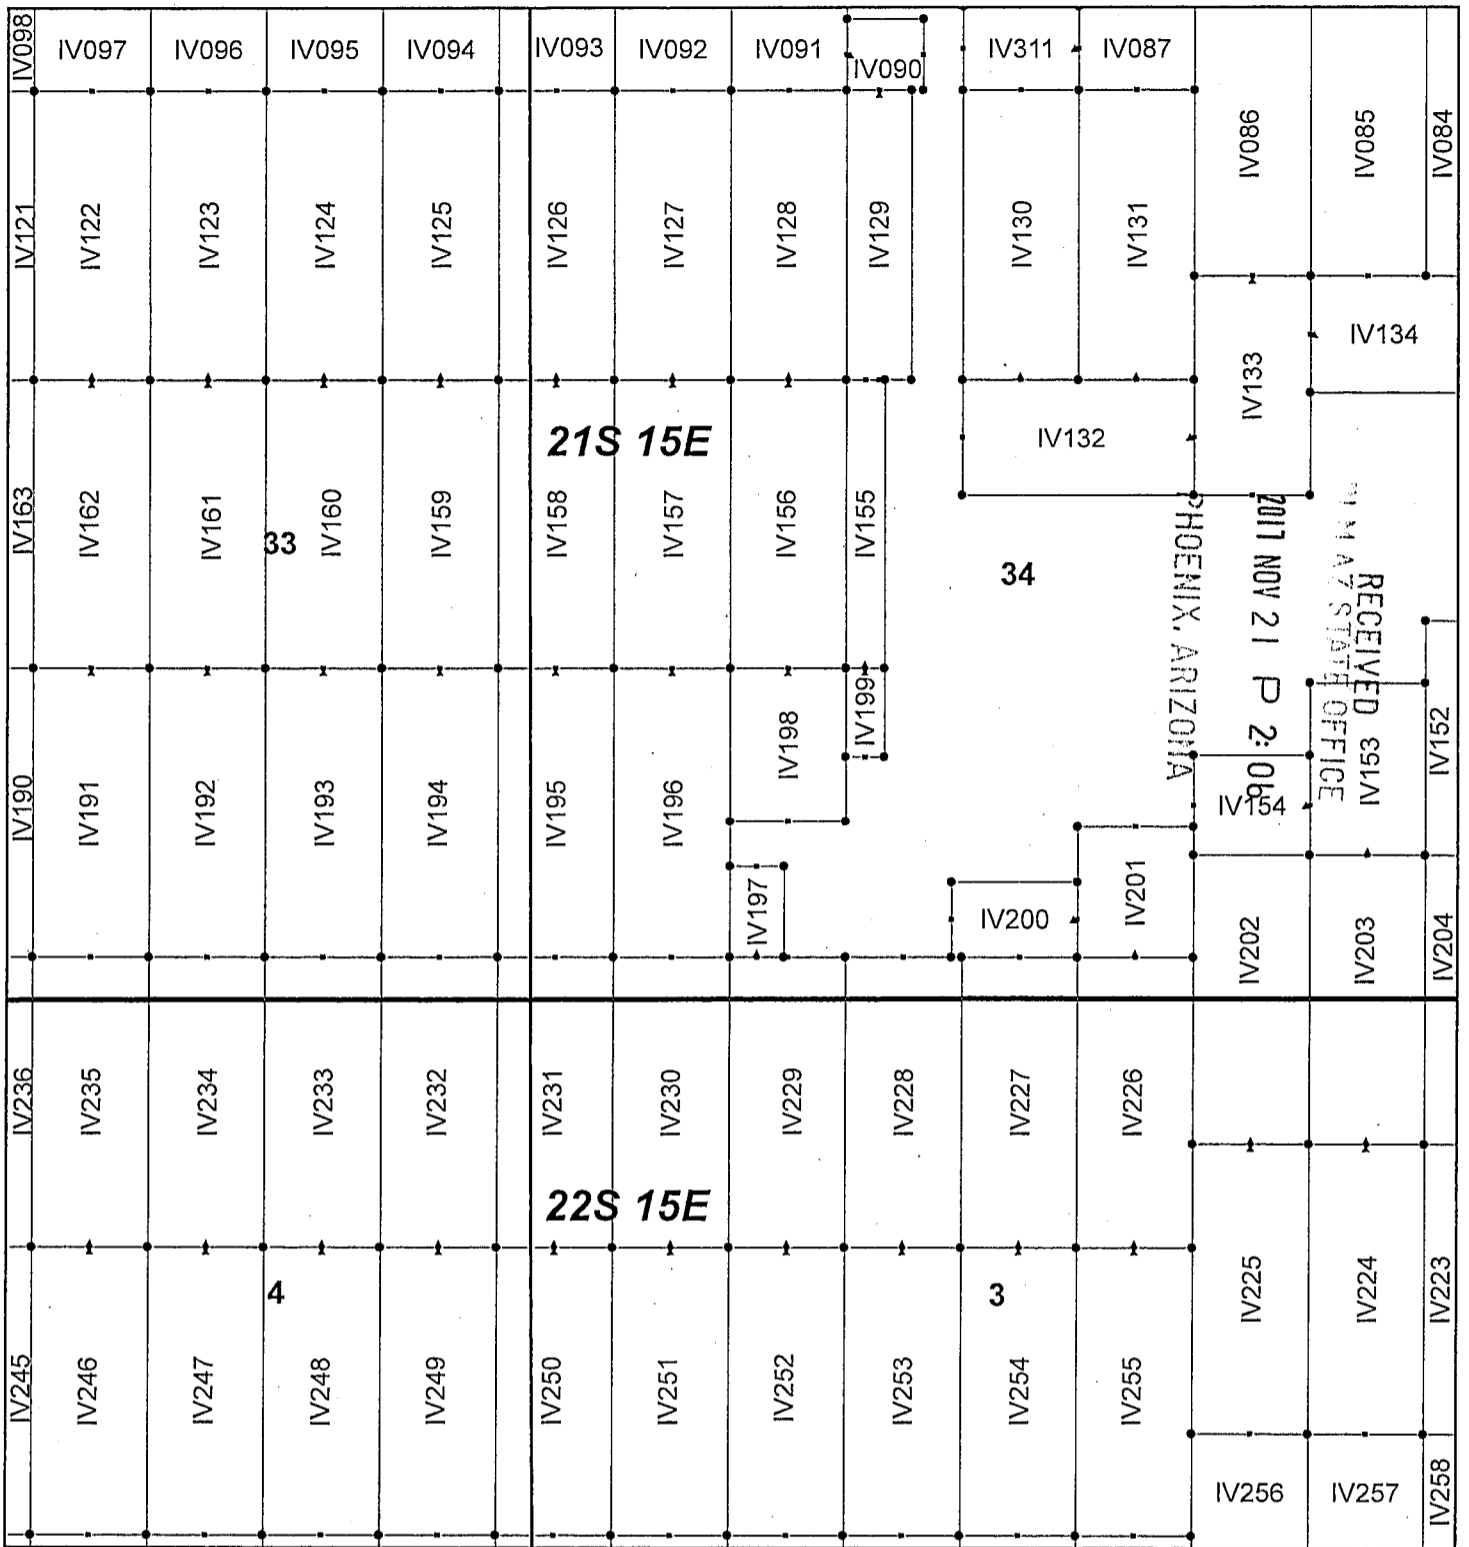 IV098 IV097 IV096 IV095 IV094 IV093 IV092 IV091 IV090 IV311 IV087
IV086 IV085 IV084
IV121 IV122 IV123 IV124 IV125 IV126 IV127 IV128 IV129 IV130 IV131
IV133 IV134
21S 15E
IV132
IV163 IV162 IV161 33 IV160 IV159 IV158 IV157 IV156 IV155
34
RECEIVED
AZ STATE OFFICE
2017 NOV 21 P 2:06
PHOENIX, ARIZONA
IV199 IV198 IV154 IV153 IV152
IV190 IV191 IV192 IV193 IV194 IV195 IV196
IV197 IV200 IV201 IV202 IV203 IV204
IV236 IV235 IV234 IV233 IV232 IV231 IV230 IV229 IV228 IV227 IV226
22S 15E
4 3
IV225 IV224 IV223
IV245 IV246 IV247 IV248 IV249 IV250 IV251 IV252 IV253 IV254 IV255
IV256 IV257 IV258